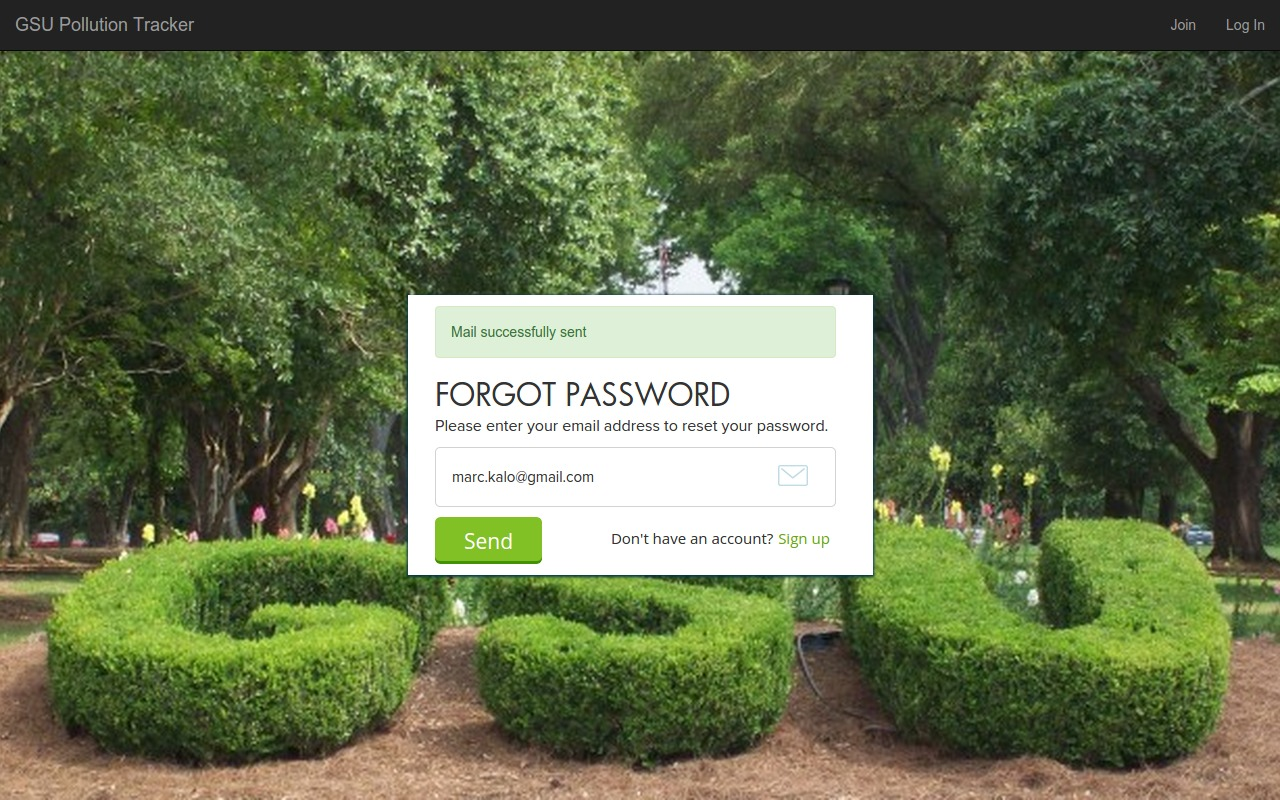 GSU Pollution Tracker
Join
Log In
Mail successfully sent
FORGOT PASSWORD
Please enter your email address to reset your password.
marc.kalo@gmail.com
Send
Don't have an account? Sign up
GSU